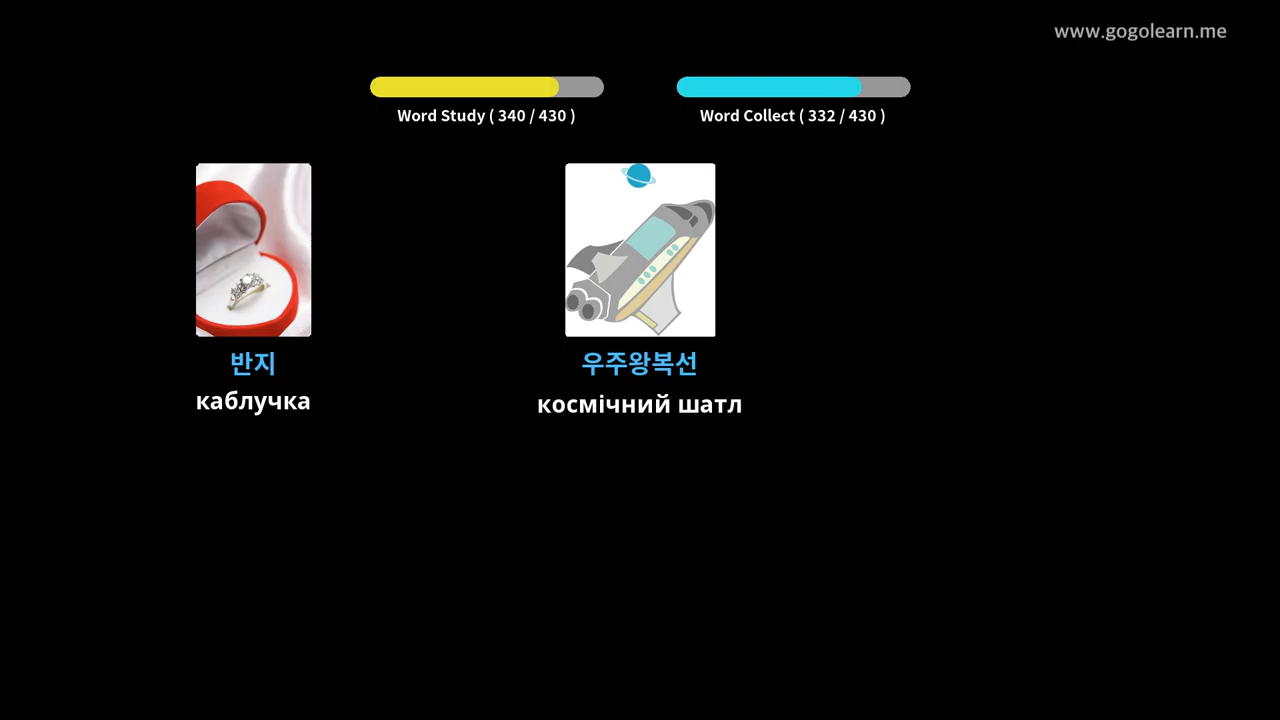 www.gogolearn.me
Word Study ( 340 / 430 )
Word Collect ( 332 / 430 )
반지
каблучка
우주왕복선
космічний шатл